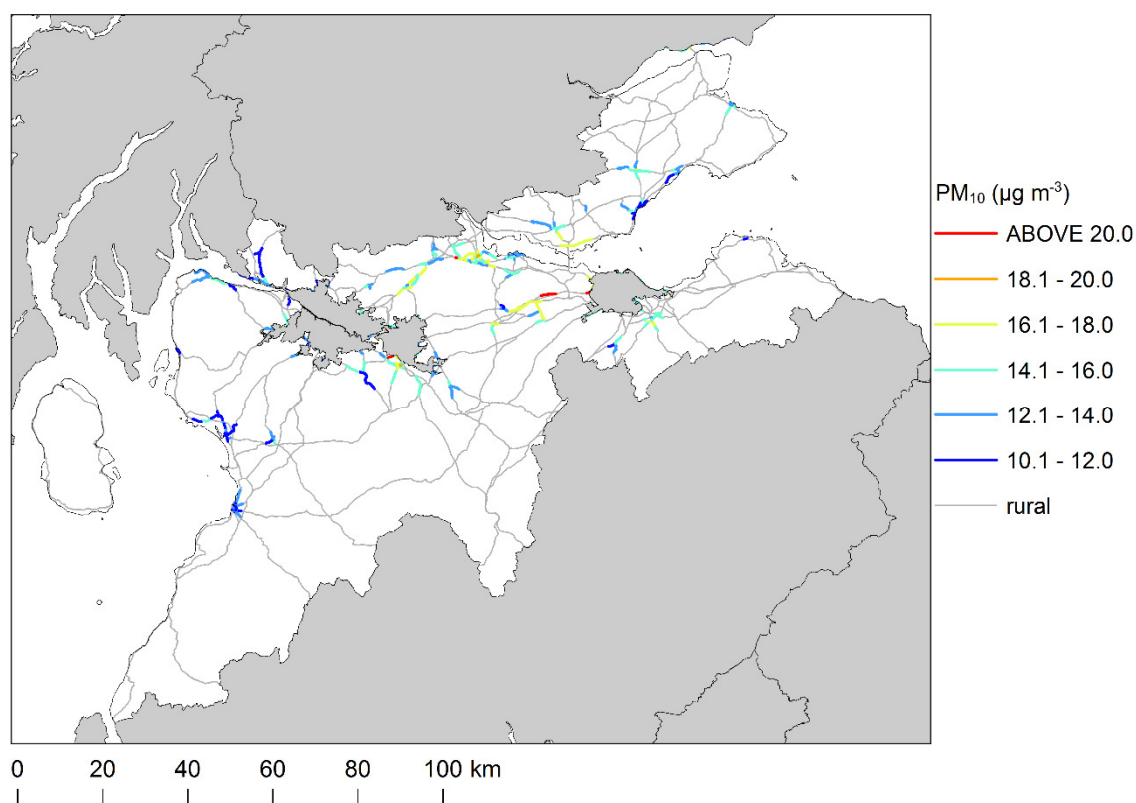 PM₁₀ (µg m⁻³)
ABOVE 20.0
18.1 - 20.0
16.1 - 18.0
14.1 - 16.0
12.1 - 14.0
10.1 - 12.0
rural
0 20 40 60 80 100 km